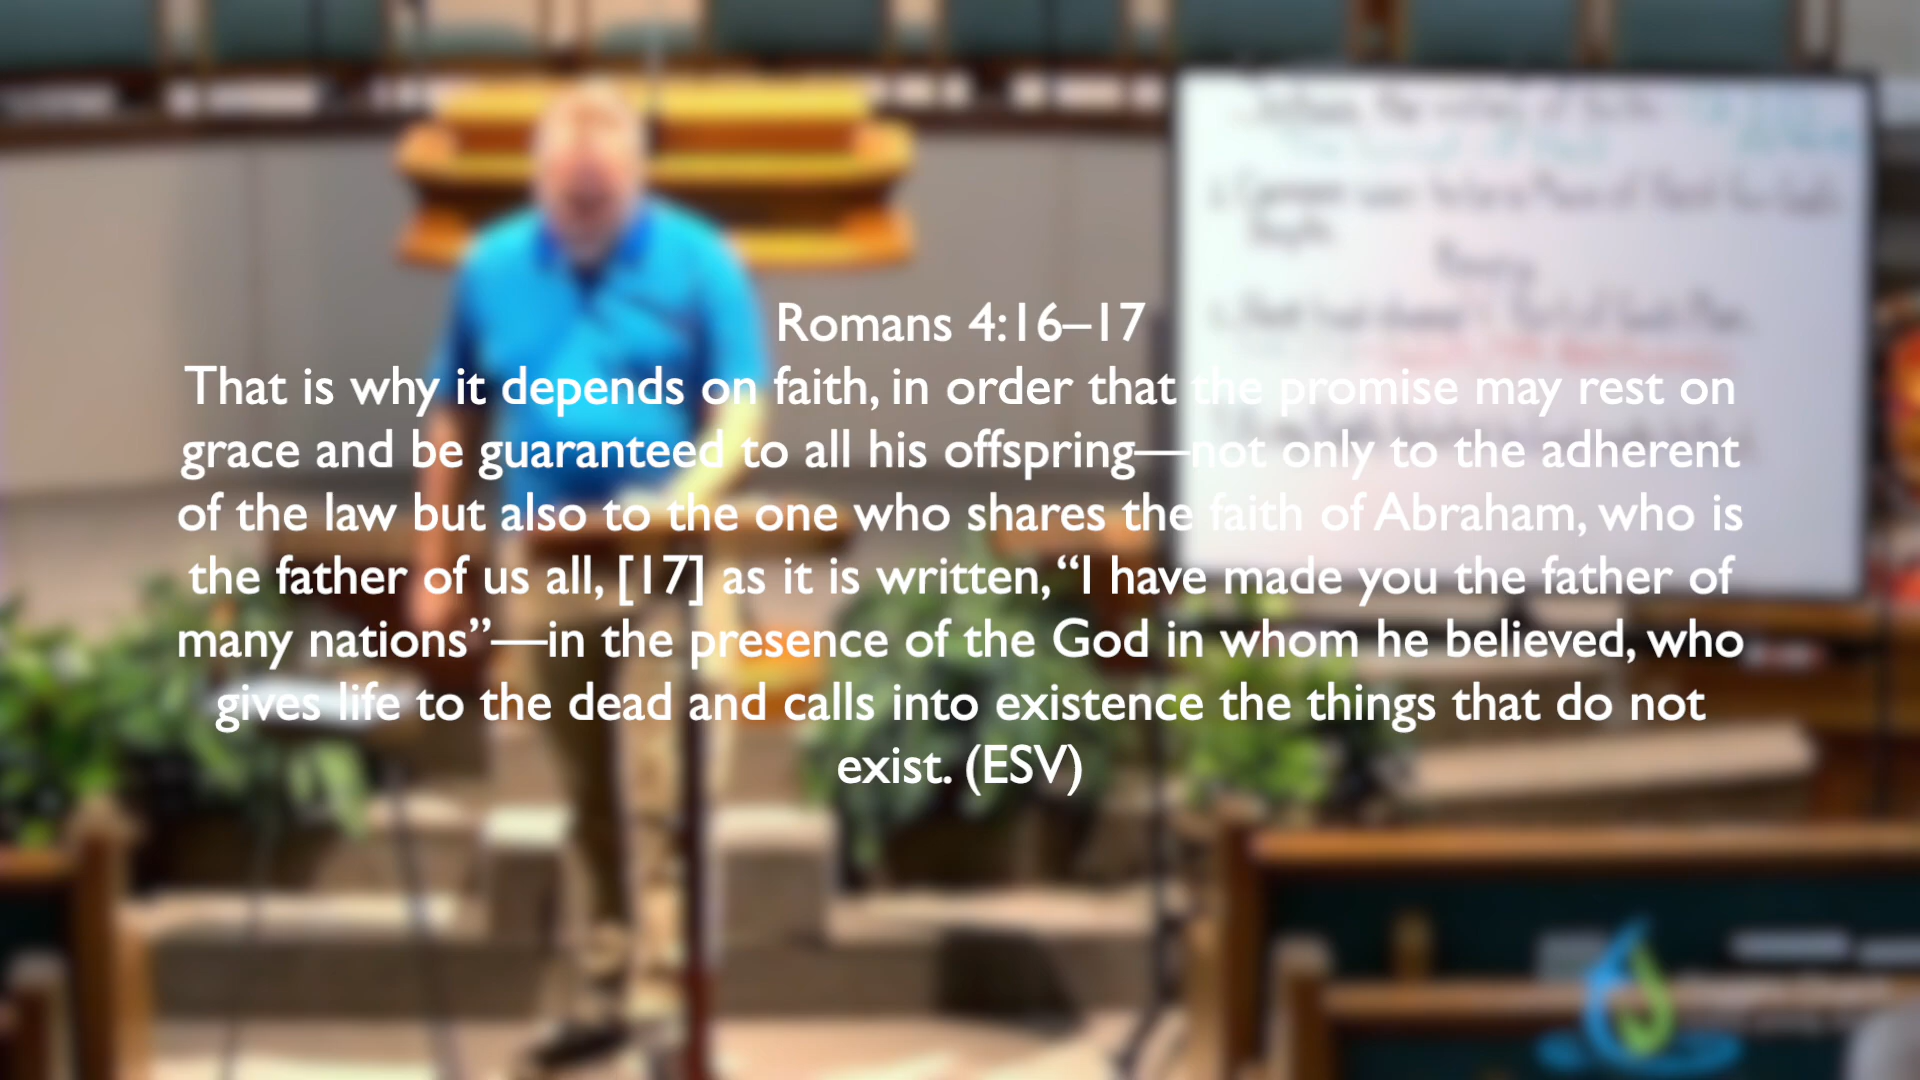 Romans 4:16–17
That is why it depends on faith, in order that the promise may rest on
grace and be guaranteed to all his offspring—not only to the adherent
of the law but also to the one who shares the faith of Abraham, who is
the father of us all, [17] as it is written, “I have made you the father of
many nations”—in the presence of the God in whom he believed, who
gives life to the dead and calls into existence the things that do not
exist. (ESV)